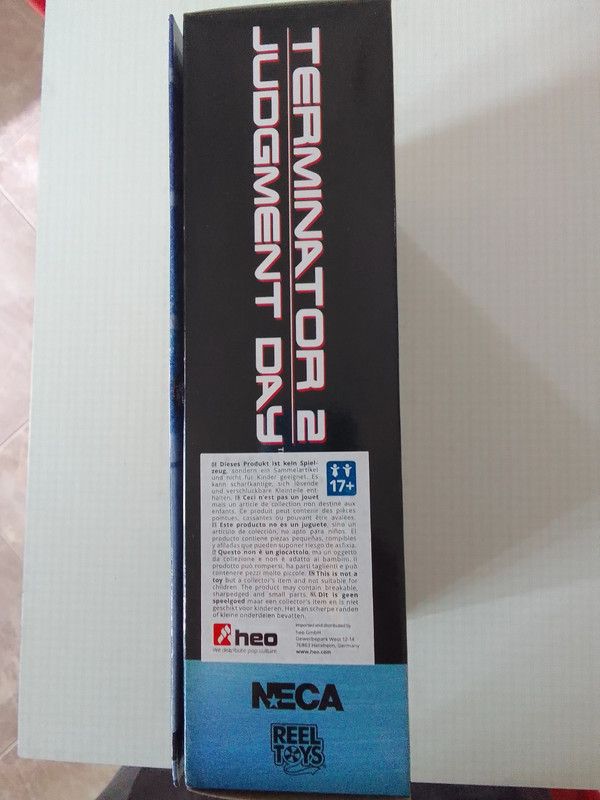 TERMINATOR 2
JUDGMENT DAY
17+
DE Dieses Produkt ist kein Spiel-
zeug, sondern ein Sammelartikel
und nicht für Kinder geeignet. Es
kann scharfkantige, sich lösende
und verschluckbare Kleinteile ent-
halten. FR Ceci n'est pas un jouet
mais un article de collection non destiné aux
enfants. Ce produit peut contenir des pièces
pointues, cassantes ou pouvant être avalées.
ES Este producto no es un juguete, sino un
artículo de colección, no apto para niños. El
producto contiene piezas pequeñas, rompibles
y afiladas que pueden suponer riesgo de asfixia.
IT Questo non è un giocattolo, ma un oggetto
da collezione e non è adatto ai bambini. Il
prodotto può rompersi, ha parti taglienti e può
contenere pezzi molto piccole. EN This is not a
toy but a collector's item and not suitable for
children. The product may contain breakable,
sharpedged and small parts. NL Dit is geen
speelgoed maar een collector's item en is niet
geschikt voor kinderen. Het kan scherpe randen
of kleine onderdelen bevatten.
heo
We distribute pop culture.
Imported and distributed by
heo GmbH
Gewerbepark West 12-14
76863 Herxheim, Germany
www.heo.com
NECA
REEL
TOYS